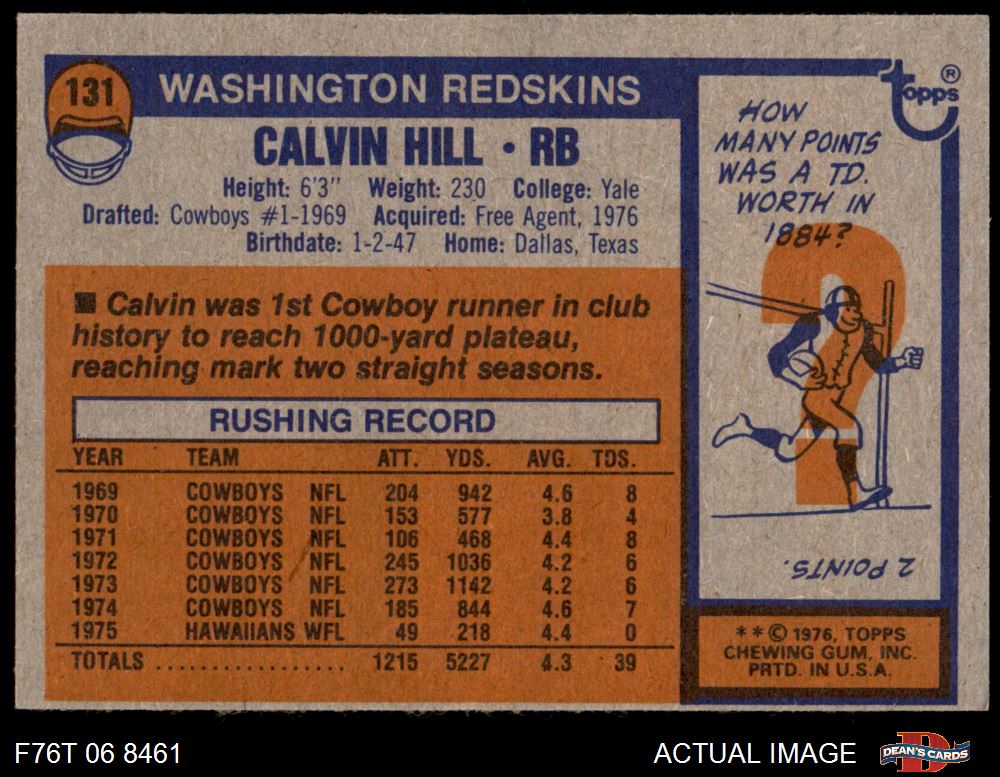 131
WASHINGTON REDSKINS
CALVIN HILL • RB
Height: 6'3" Weight: 230 College: Yale
Drafted: Cowboys #1-1969 Acquired: Free Agent, 1976
Birthdate: 1-2-47 Home: Dallas, Texas
■ Calvin was 1st Cowboy runner in club
history to reach 1000-yard plateau,
reaching mark two straight seasons.
RUSHING RECORD
YEAR TEAM ATT. YDS. AVG. TDS.
1969 COWBOYS NFL 204 942 4.6 8
1970 COWBOYS NFL 153 577 3.8 4
1971 COWBOYS NFL 106 468 4.4 8
1972 COWBOYS NFL 245 1036 4.2 6
1973 COWBOYS NFL 273 1142 4.2 6
1974 COWBOYS NFL 185 844 4.6 7
1975 HAWAIIANS WFL 49 218 4.4 0
TOTALS .................. 1215 5227 4.3 39
topps ®
HOW
MANY POINTS
WAS A TD.
WORTH IN
1884?
2 POINTS.
**© 1976, TOPPS
CHEWING GUM, INC.
PRTD. IN U.S.A.
F76T 06 8461
ACTUAL IMAGE
D
DEAN'S CARDS